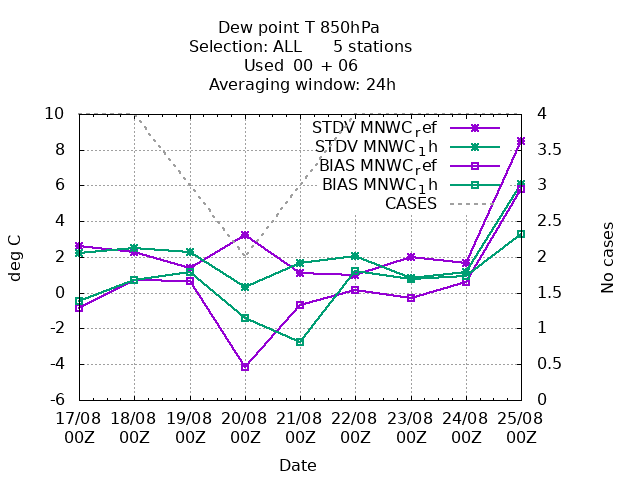 Dew point T 850hPa
Selection: ALL      5 stations
Used  00 + 06
Averaging window: 24h
10
8
6
4
2
0
-2
-4
-6
deg C
4
3.5
3
2.5
2
1.5
1
0.5
0
No cases
STDV MNWC_ref
STDV MNWC_1h
BIAS MNWC_ref
BIAS MNWC_1h
CASES
17/08 18/08 19/08 20/08 21/08 22/08 23/08 24/08 25/08
00Z 00Z 00Z 00Z 00Z 00Z 00Z 00Z 00Z
Date